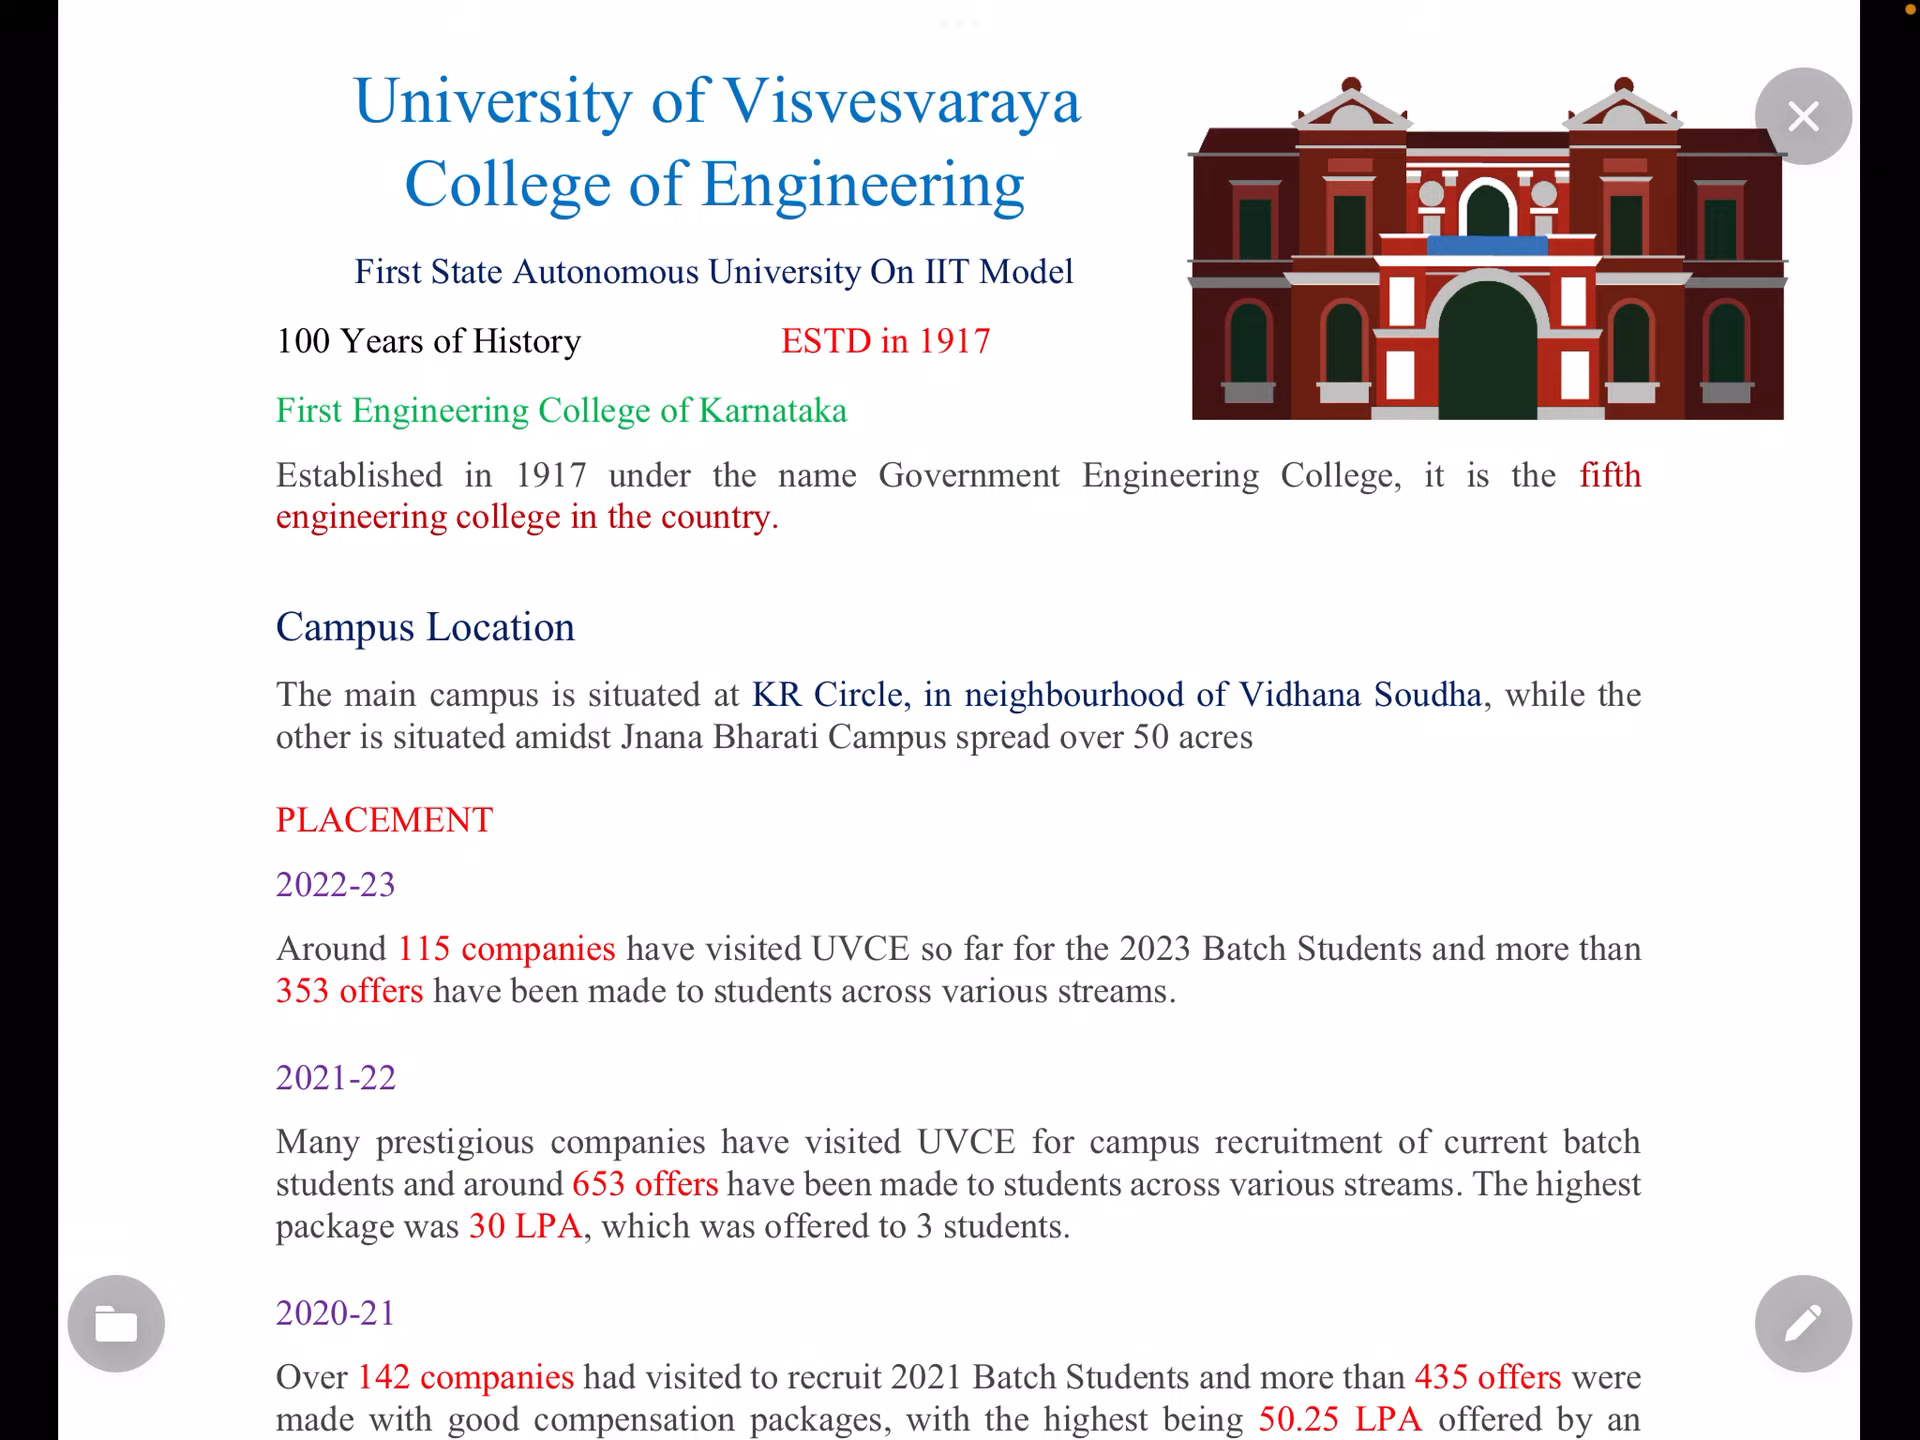 University of Visvesvaraya
College of Engineering
First State Autonomous University On IIT Model
100 Years of History ESTD in 1917
First Engineering College of Karnataka
Established in 1917 under the name Government Engineering College, it is the fifth
engineering college in the country.
Campus Location
The main campus is situated at KR Circle, in neighbourhood of Vidhana Soudha, while the
other is situated amidst Jnana Bharati Campus spread over 50 acres
PLACEMENT
2022-23
Around 115 companies have visited UVCE so far for the 2023 Batch Students and more than
353 offers have been made to students across various streams.
2021-22
Many prestigious companies have visited UVCE for campus recruitment of current batch
students and around 653 offers have been made to students across various streams. The highest
package was 30 LPA, which was offered to 3 students.
2020-21
Over 142 companies had visited to recruit 2021 Batch Students and more than 435 offers were
made with good compensation packages, with the highest being 50.25 LPA offered by an